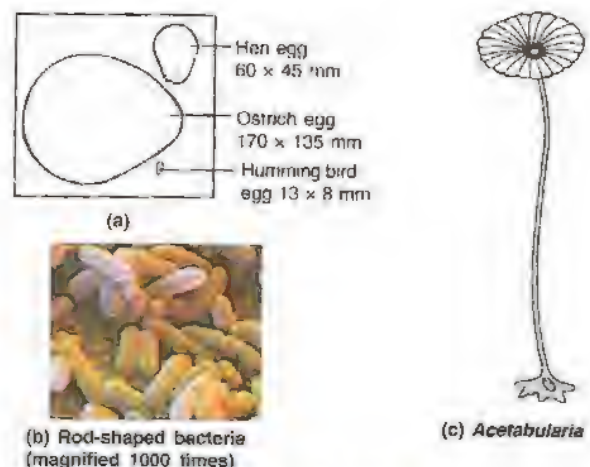 Hen egg
60 × 45 mm
Ostrich egg
170 × 135 mm
Humming bird
egg 13 × 8 mm
(a)
(b) Rod-shaped bacteria
(magnified 1000 times)
(c) Acetabularia